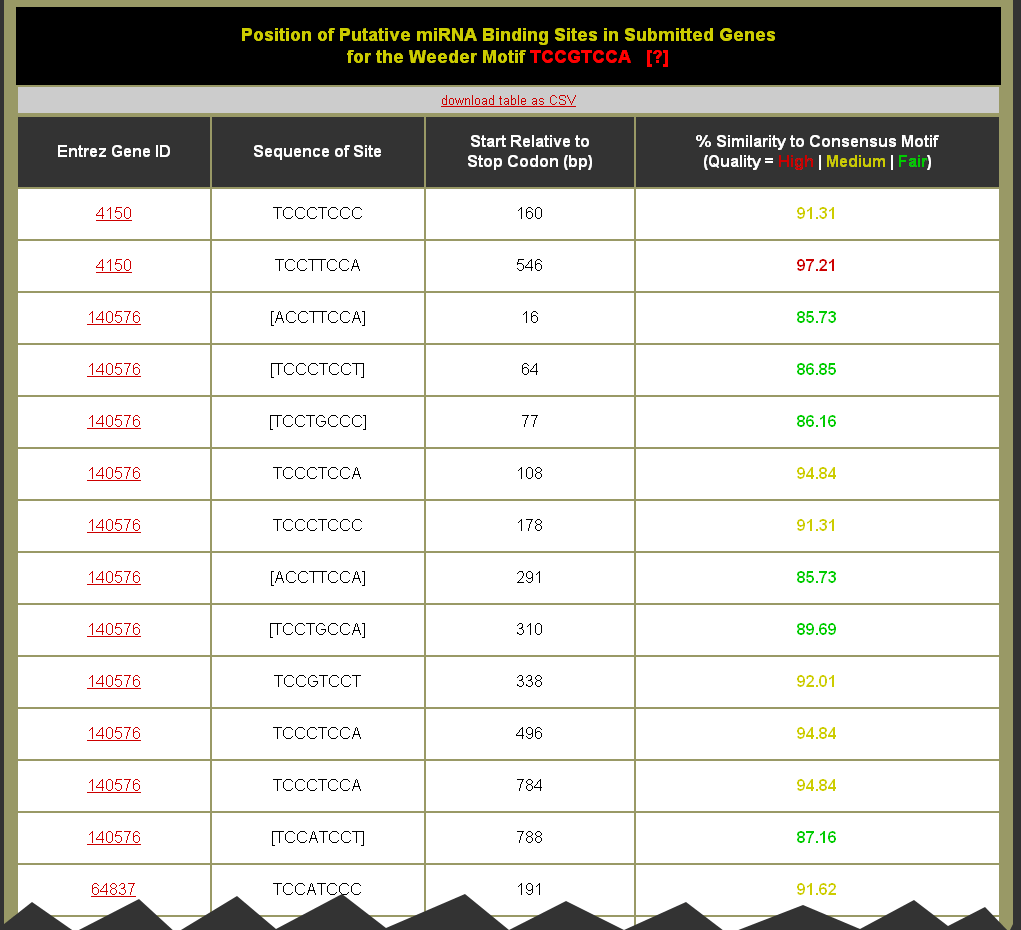 Position of Putative miRNA Binding Sites in Submitted Genes
for the Weeder Motif TCCGTCCA [?]
download table as CSV
Entrez Gene ID Sequence of Site Start Relative to Stop Codon (bp) % Similarity to Consensus Motif (Quality = High | Medium | Fair)
4150 TCCCTCCC 160 91.31
4150 TCCTTCCA 546 97.21
140576 [ACCTTCCA] 16 85.73
140576 [TCCCTCCT] 64 86.85
140576 [TCCTGCCC] 77 86.16
140576 TCCCTCCA 108 94.84
140576 TCCCTCCC 178 91.31
140576 [ACCTTCCA] 291 85.73
140576 [TCCTGCCA] 310 89.69
140576 TCCGTCCT 338 92.01
140576 TCCCTCCA 496 94.84
140576 TCCCTCCA 784 94.84
140576 [TCCATCCT] 788 87.16
64837 TCCATCCC 191 91.62